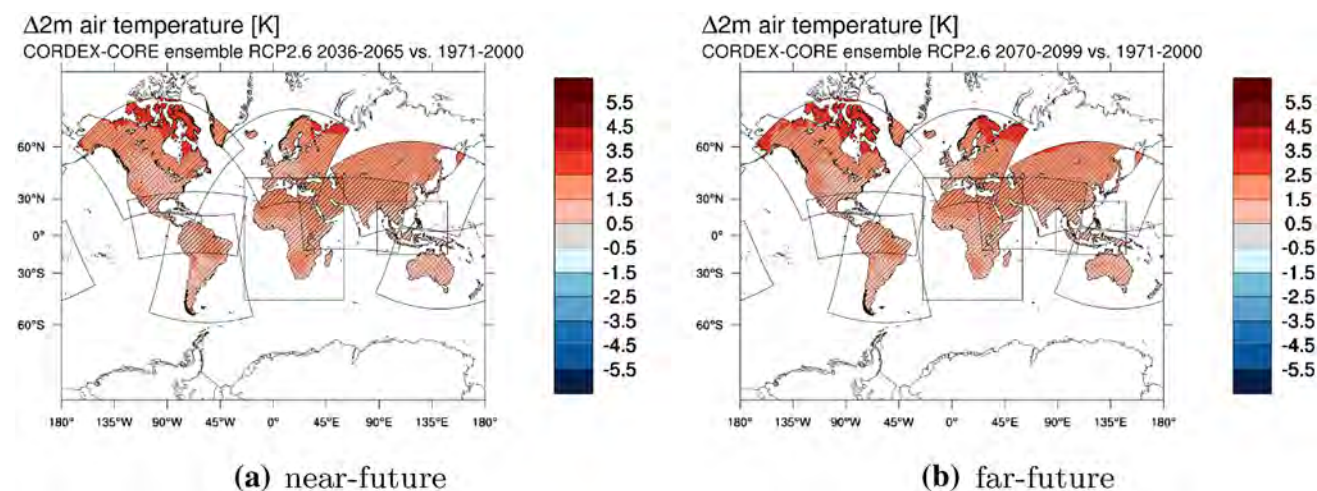 Δ2m air temperature [K]
CORDEX-CORE ensemble RCP2.6 2036-2065 vs. 1971-2000
60°N
30°N
0°
30°S
60°S
180°
135°W
90°W
45°W
0°
45°E
90°E
135°E
180°
5.5
4.5
3.5
2.5
1.5
0.5
-0.5
-1.5
-2.5
-3.5
-4.5
-5.5
(a) near-future
Δ2m air temperature [K]
CORDEX-CORE ensemble RCP2.6 2070-2099 vs. 1971-2000
60°N
30°N
0°
30°S
60°S
180°
135°W
90°W
45°W
0°
45°E
90°E
135°E
180°
5.5
4.5
3.5
2.5
1.5
0.5
-0.5
-1.5
-2.5
-3.5
-4.5
-5.5
(b) far-future